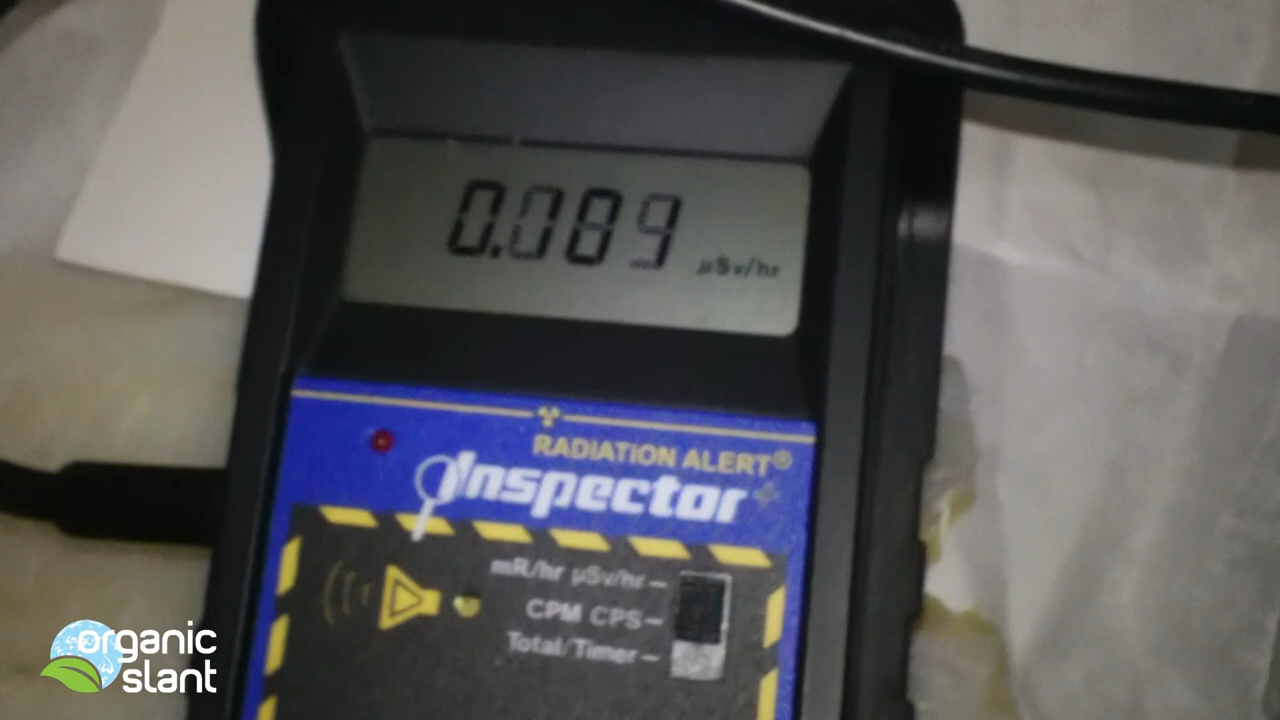 0.089
µSv/hr
RADIATION ALERT®
Inspector+
mR/hr µSv/hr
CPM CPS
Total/Timer
organic
slant